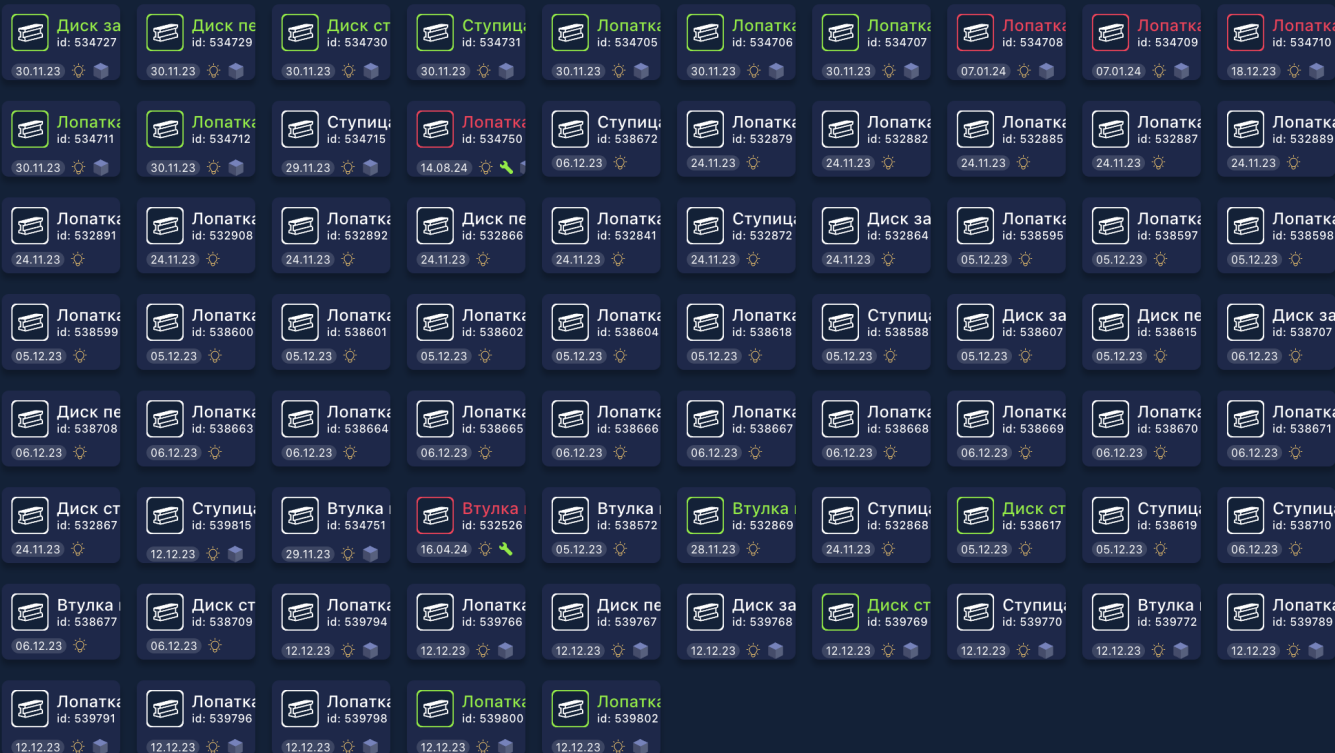 Диск за
id: 534727
30.11.23
Диск пе
id: 534729
30.11.23
Диск ст
id: 534730
30.11.23
Ступица
id: 534731
30.11.23
Лопатка
id: 534705
30.11.23
Лопатка
id: 534706
30.11.23
Лопатка
id: 534707
30.11.23
Лопатка
id: 534708
07.01.24
Лопатка
id: 534709
07.01.24
Лопатка
id: 534710
18.12.23
Лопатка
id: 534711
30.11.23
Лопатка
id: 534712
30.11.23
Ступица
id: 534715
29.11.23
Лопатка
id: 534750
14.08.24
Ступица
id: 538672
06.12.23
Лопатка
id: 532879
24.11.23
Лопатка
id: 532882
24.11.23
Лопатка
id: 532885
24.11.23
Лопатка
id: 532887
24.11.23
Лопатка
id: 532889
24.11.23
Лопатка
id: 532891
24.11.23
Лопатка
id: 532908
24.11.23
Лопатка
id: 532892
24.11.23
Диск пе
id: 532866
24.11.23
Лопатка
id: 532841
24.11.23
Ступица
id: 532872
24.11.23
Диск за
id: 532864
24.11.23
Лопатка
id: 538595
05.12.23
Лопатка
id: 538597
05.12.23
Лопатка
id: 538598
05.12.23
Лопатка
id: 538599
05.12.23
Лопатка
id: 538600
05.12.23
Лопатка
id: 538601
05.12.23
Лопатка
id: 538602
05.12.23
Лопатка
id: 538604
05.12.23
Лопатка
id: 538618
05.12.23
Ступица
id: 538588
05.12.23
Диск за
id: 538607
05.12.23
Диск пе
id: 538615
05.12.23
Диск за
id: 538707
06.12.23
Диск пе
id: 538708
06.12.23
Лопатка
id: 538663
06.12.23
Лопатка
id: 538664
06.12.23
Лопатка
id: 538665
06.12.23
Лопатка
id: 538666
06.12.23
Лопатка
id: 538667
06.12.23
Лопатка
id: 538668
06.12.23
Лопатка
id: 538669
06.12.23
Лопатка
id: 538670
06.12.23
Лопатка
id: 538671
06.12.23
Диск ст
id: 532867
24.11.23
Ступица
id: 539815
12.12.23
Втулка
id: 534751
29.11.23
Втулка
id: 532526
16.04.24
Втулка
id: 538572
05.12.23
Втулка
id: 532869
28.11.23
Ступица
id: 532868
24.11.23
Диск ст
id: 538617
05.12.23
Ступица
id: 538619
05.12.23
Ступица
id: 538710
06.12.23
Втулка
id: 538677
06.12.23
Диск ст
id: 538709
06.12.23
Лопатка
id: 539794
12.12.23
Лопатка
id: 539766
12.12.23
Диск пе
id: 539767
12.12.23
Диск за
id: 539768
12.12.23
Диск ст
id: 539769
12.12.23
Ступица
id: 539770
12.12.23
Втулка
id: 539772
12.12.23
Лопатка
id: 539789
12.12.23
Лопатка
id: 539791
12.12.23
Лопатка
id: 539796
12.12.23
Лопатка
id: 539798
12.12.23
Лопатка
id: 539800
12.12.23
Лопатка
id: 539802
12.12.23